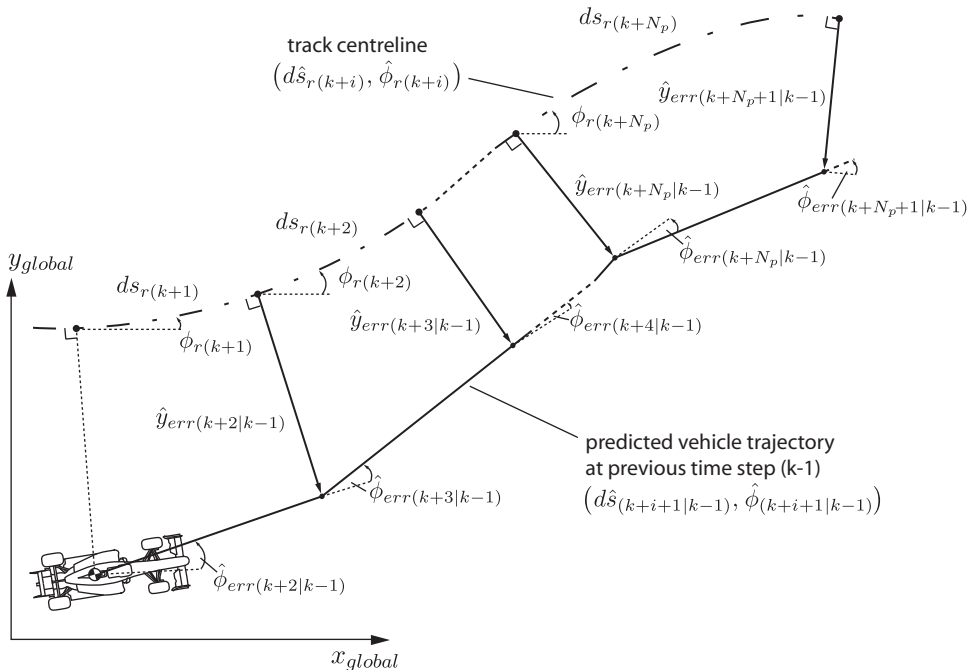 ds_{r(k+N_p)}
track centreline
(dŝ_{r(k+i)}, ϕ̂_{r(k+i)})
ŷ_{err(k+N_p+1|k−1)}
ϕ_{r(k+N_p)}
ŷ_{err(k+N_p|k−1)}
ϕ̂_{err(k+N_p+1|k−1)}
ds_{r(k+2)}
y_{global}
ϕ̂_{err(k+N_p|k−1)}
ds_{r(k+1)}
ϕ_{r(k+2)}
ŷ_{err(k+3|k−1)}
ϕ̂_{err(k+4|k−1)}
ϕ_{r(k+1)}
ŷ_{err(k+2|k−1)}
predicted vehicle trajectory
at previous time step (k-1)
(dŝ_{(k+i+1|k−1)}, ϕ̂_{(k+i+1|k−1)})
ϕ̂_{err(k+3|k−1)}
ϕ̂_{err(k+2|k−1)}
x_{global}